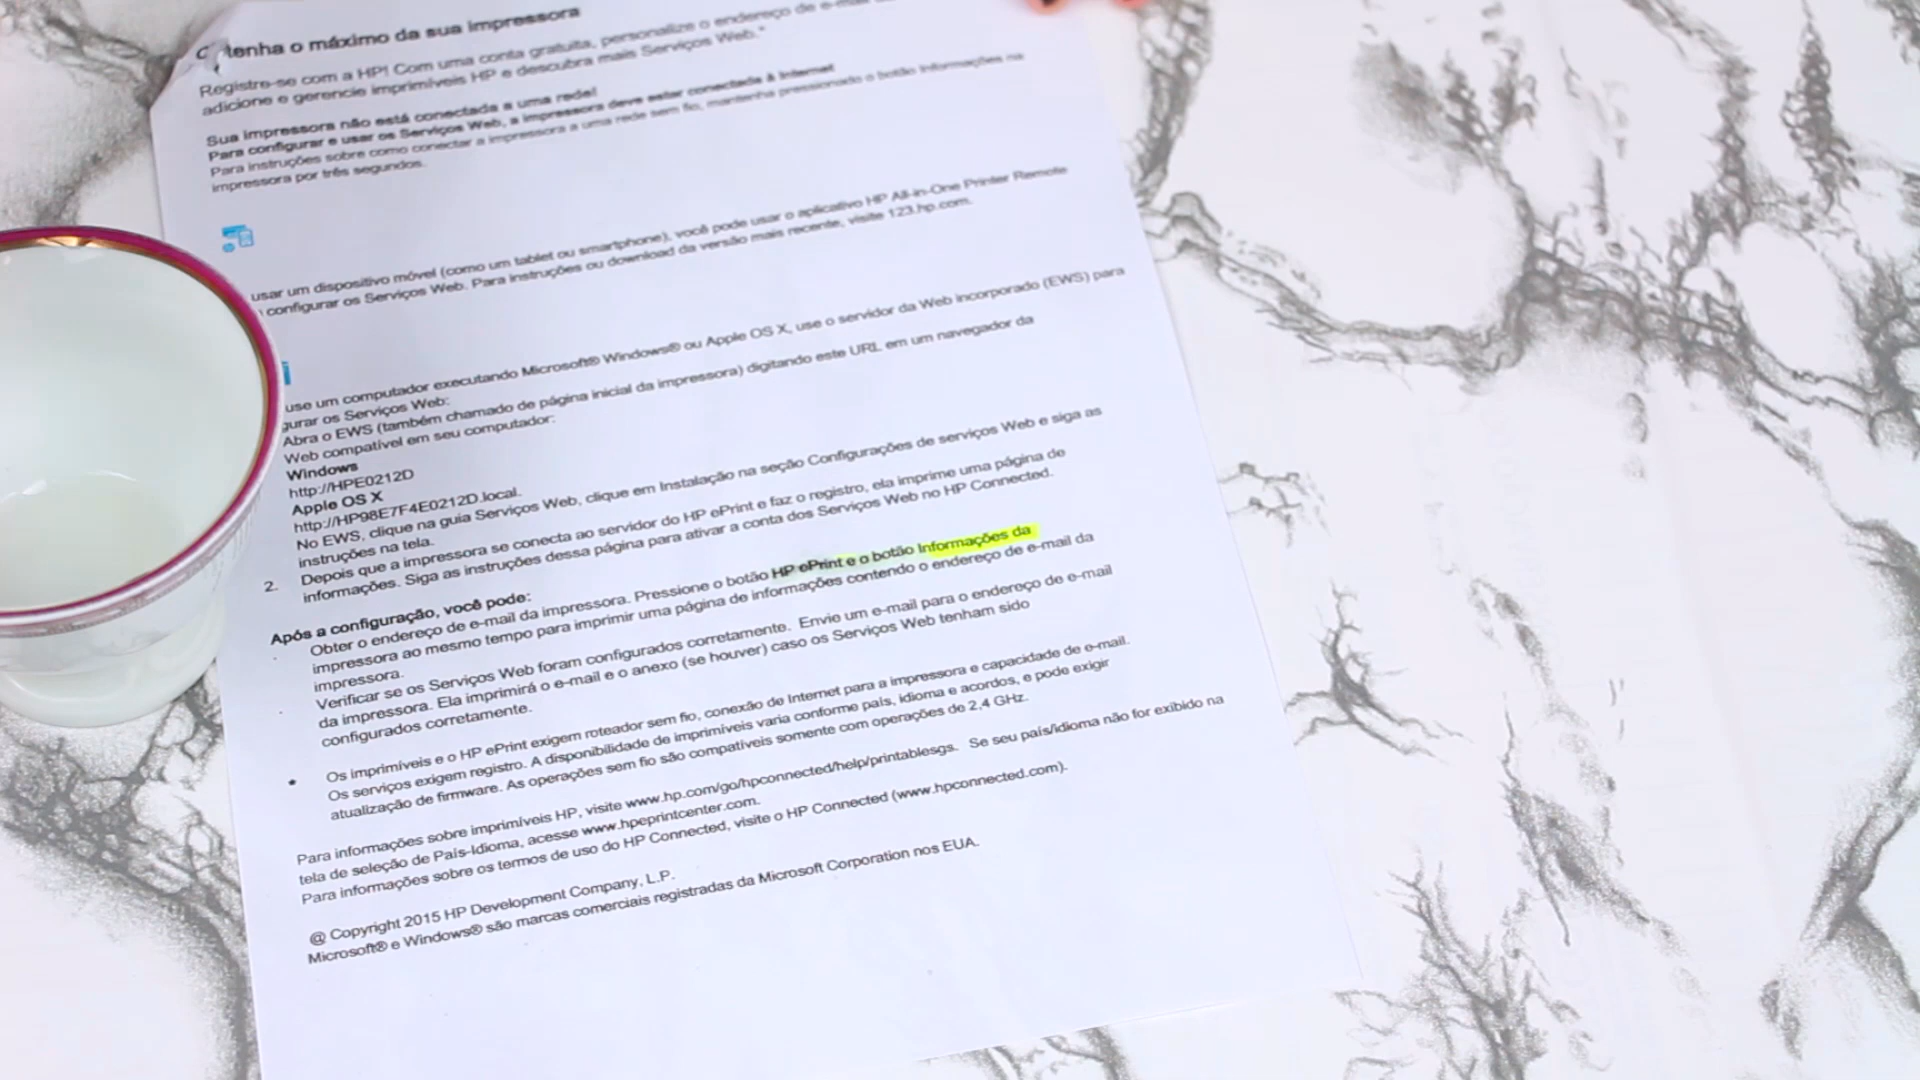 Obtenha o máximo da sua impressora
Registre-se com a HP! Com uma conta gratuita, personalize o endereço de
adicione e gerencie imprimíveis HP e descubra mais Serviços Web.*
Sua impressora não está conectada a uma rede!
Para configurar e usar os Serviços Web, a impressora deve estar conectada à Internet
Para instruções sobre como conectar a impressora a uma rede sem fio, mantenha pressionado o botão Informações na
impressora por três segundos.
usar um dispositivo móvel (como um tablet ou smartphone), você pode usar o aplicativo HP All-in-One Printer Remote
configurar os Serviços Web. Para instruções ou download da versão mais recente, visite 123.hp.com.
use um computador executando Microsoft® Windows® ou Apple OS X, use o servidor da Web incorporado (EWS) para
gurar os Serviços Web:
Abra o EWS (também chamado de página inicial da impressora) digitando este URL em um navegador da
Web compatível em seu computador:
Windows
http://HPE0212D
Apple OS X
http://HP98E7F4E0212D.local.
No EWS, clique na guia Serviços Web, clique em Instalação na seção Configurações de serviços Web e siga as
instruções na tela.
2. Depois que a impressora se conecta ao servidor do HP ePrint e faz o registro, ela imprime uma página de
informações. Siga as instruções dessa página para ativar a conta dos Serviços Web no HP Connected.
Após a configuração, você pode:
Obter o endereço de e-mail da impressora. Pressione o botão HP ePrint e o botão Informações da
impressora ao mesmo tempo para imprimir uma página de informações contendo o endereço de e-mail da
impressora.
Verificar se os Serviços Web foram configurados corretamente. Envie um e-mail para o endereço de e-mail
da impressora. Ela imprimirá o e-mail e o anexo (se houver) caso os Serviços Web tenham sido
configurados corretamente.
• Os imprimíveis e o HP ePrint exigem roteador sem fio, conexão de Internet para a impressora e capacidade de e-mail.
Os serviços exigem registro. A disponibilidade de imprimíveis varia conforme país, idioma e acordos, e pode exigir
atualização de firmware. As operações sem fio são compatíveis somente com operações de 2,4 GHz.
Para informações sobre imprimíveis HP, visite www.hp.com/go/hpconnected/help/printablesgs. Se seu país/idioma não for exibido na
tela de seleção de País-Idioma, acesse www.hpeprintcenter.com.
Para informações sobre os termos de uso do HP Connected, visite o HP Connected (www.hpconnected.com).
@ Copyright 2015 HP Development Company, L.P.
Microsoft® e Windows® são marcas comerciais registradas da Microsoft Corporation nos EUA.